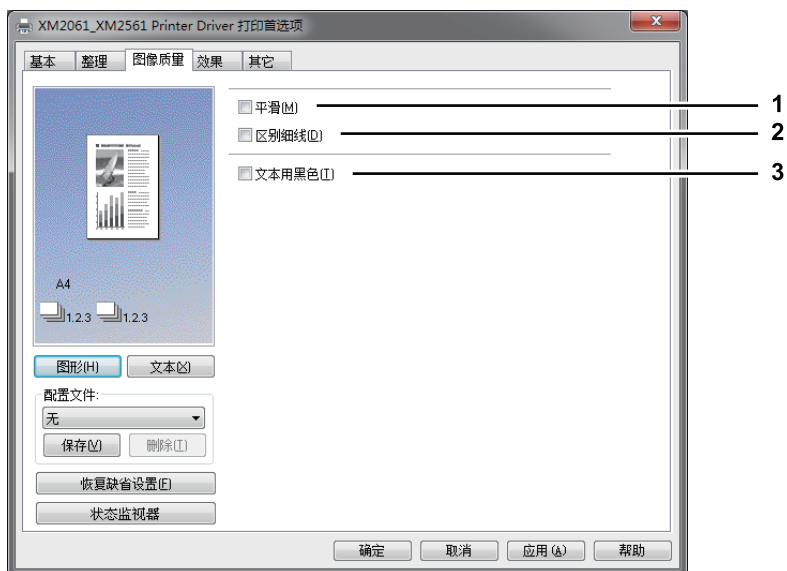 XM2061_XM2561 Printer Driver 打印首选项
基本 整理 图像质量 效果 其它
平滑(M) 1
区别细线(D) 2
文本用黑色(T) 3
A4
1.2.3 1.2.3
图形(H) 文本(X)
配置文件:
无
保存(V) 删除(T)
恢复缺省设置(F)
状态监视器
确定 取消 应用(A) 帮助